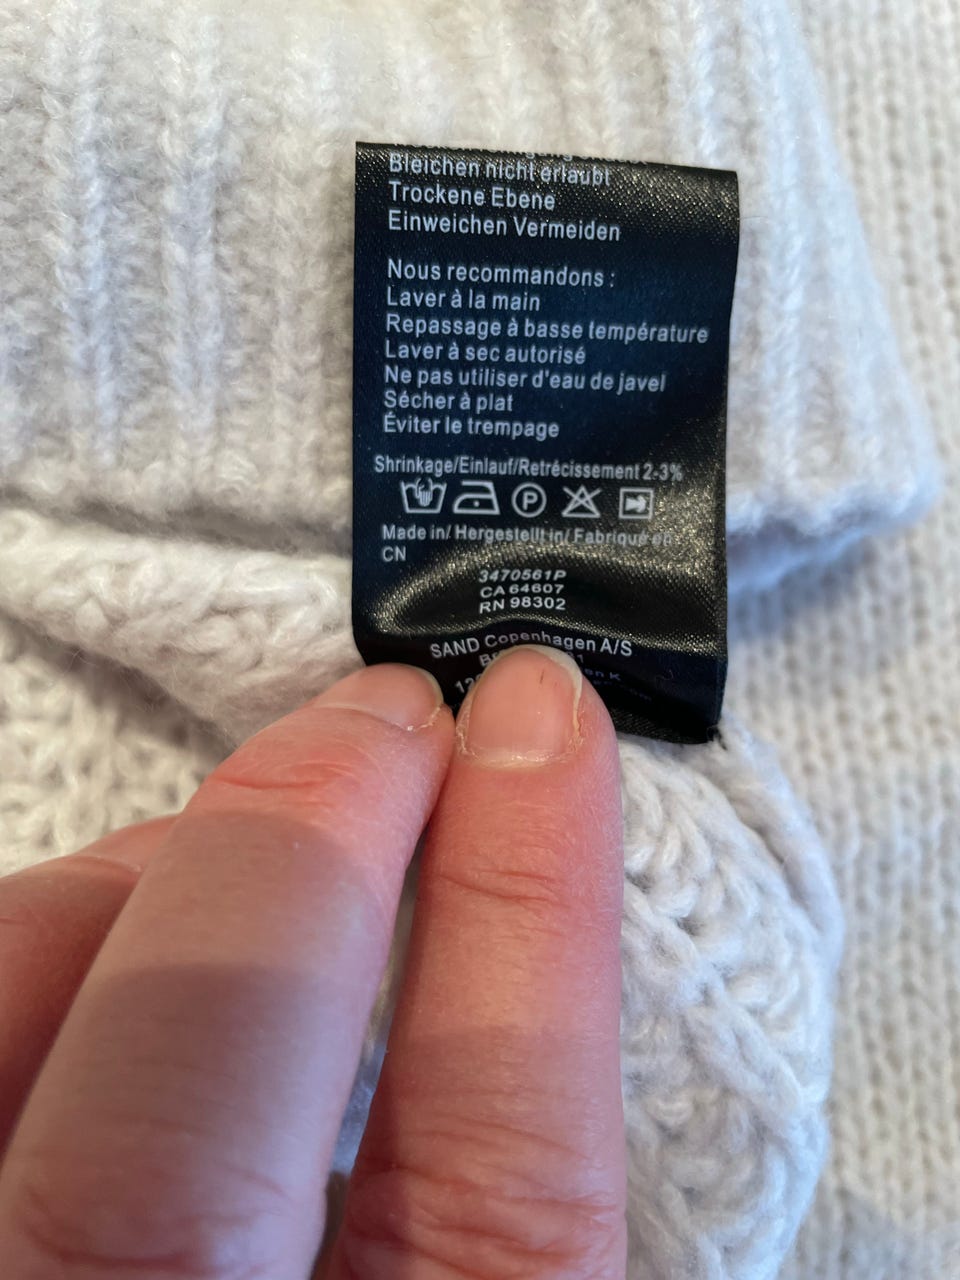 Bleichen nicht erlaubt
Trockene Ebene
Einweichen Vermeiden
Nous recommandons :
Laver à la main
Repassage à basse température
Laver à sec autorisé
Ne pas utiliser d'eau de javel
Sécher à plat
Éviter le trempage
Shrinkage/Einlauf/Retrécissement 2-3%
P
Made in/ Hergestellt in/ Fabriqué en
CN
3470561P
CA 64607
RN 98302
SAND Copenhagen A/S
K